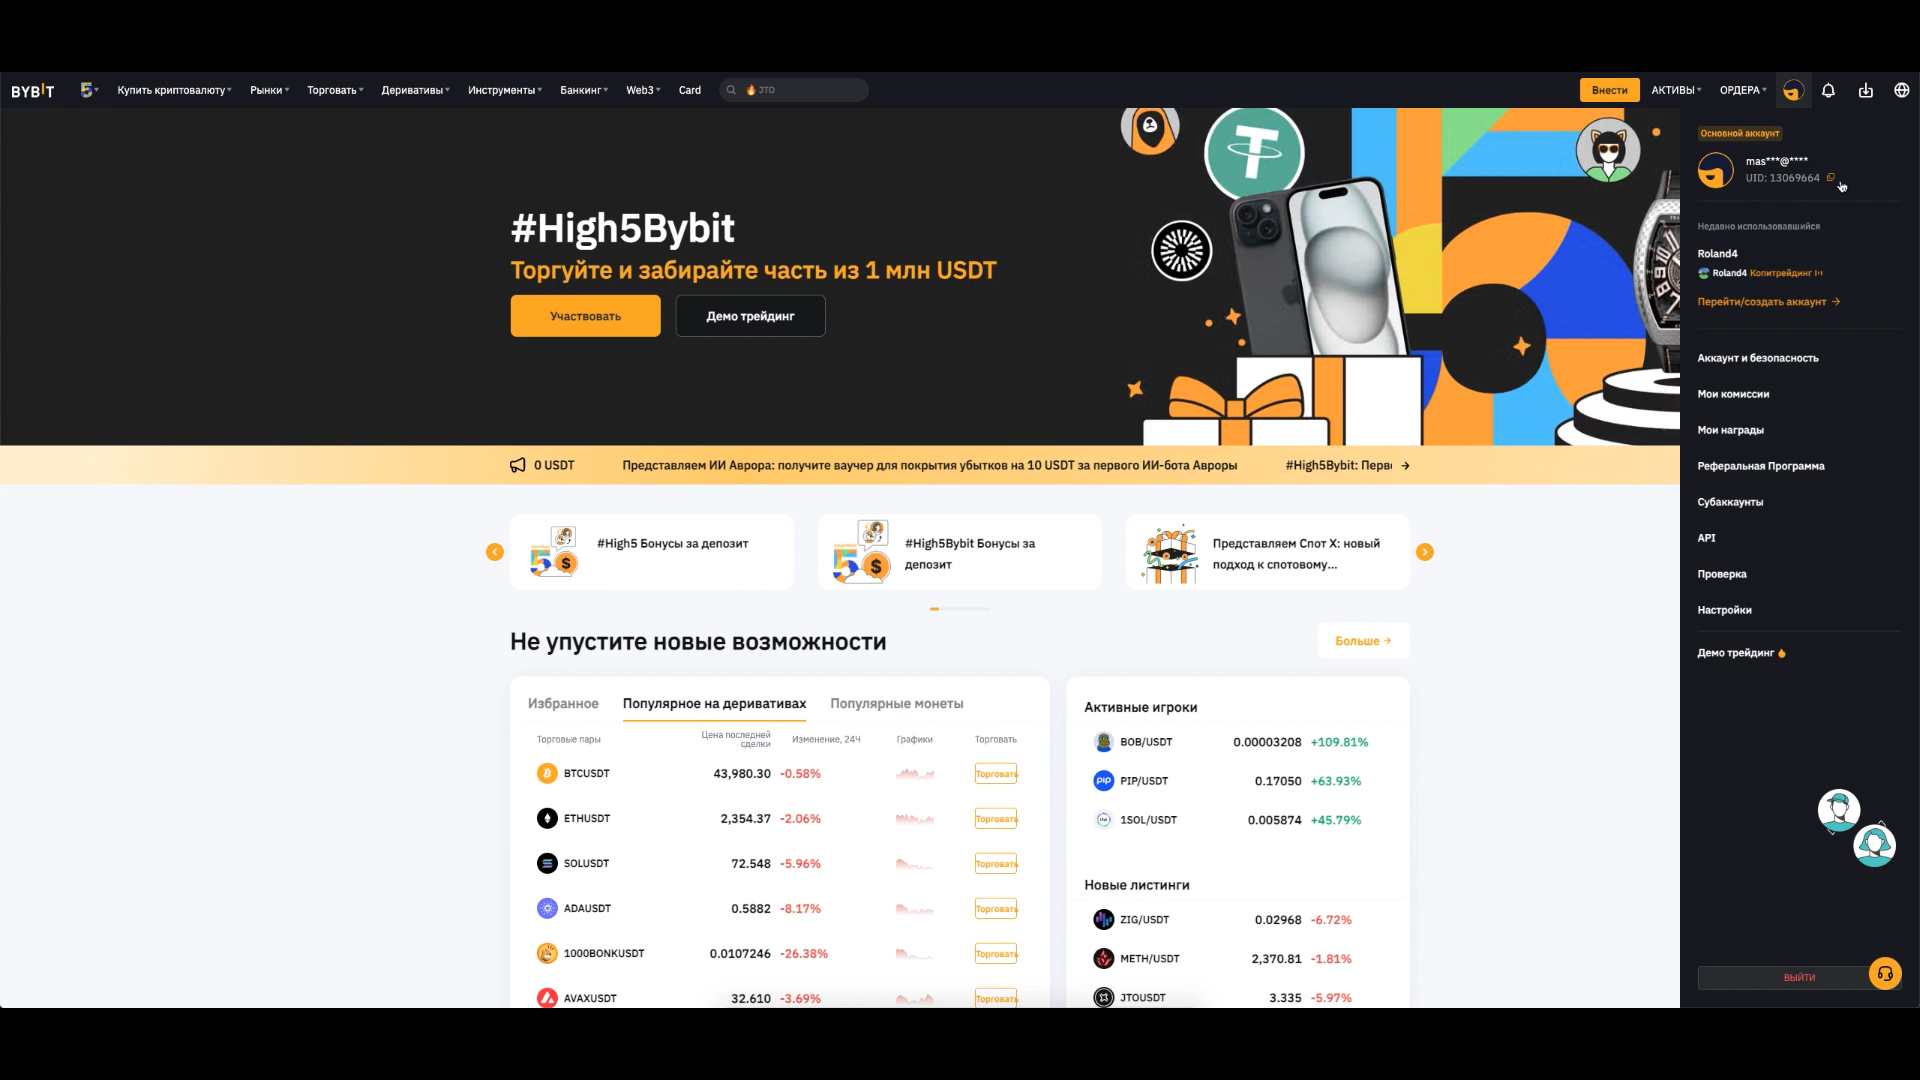 BYBIT
Купить криптовалюту
Рынки
Торговать
Деривативы
Инструменты
Банкинг
Web3
Card
JTO
Внести
АКТИВЫ
ОРДЕРА
#High5Bybit
Торгуйте и забирайте часть из 1 млн USDT
Участвовать
Демо трейдинг
0 USDT
Представляем ИИ Аврора: получите ваучер для покрытия убытков на 10 USDT за первого ИИ-бота Авроры
#High5Bybit: Перв
#High5 Бонусы за депозит
#High5Bybit Бонусы за
депозит
Представляем Спот X: новый
подход к спотовому...
Не упустите новые возможности
Больше
Избранное
Популярное на деривативах
Популярные монеты
Торговые пары
Цена последней
сделки
Изменение, 24Ч
Графики
Торговать
BTCUSDT 43,980.30 -0.58% Торговать
ETHUSDT 2,354.37 -2.06% Торговать
SOLUSDT 72.548 -5.96% Торговать
ADAUSDT 0.5882 -8.17% Торговать
1000BONKUSDT 0.0107246 -26.38% Торговать
AVAXUSDT 32.610 -3.69% Торговать
Активные игроки
BOB/USDT 0.00003208 +109.81%
pip PIP/USDT 0.17050 +63.93%
1SOL/USDT 0.005874 +45.79%
Новые листинги
ZIG/USDT 0.02968 -6.72%
METH/USDT 2,370.81 -1.81%
JTOUSDT 3.335 -5.97%
Основной аккаунт
mas***@****
UID: 13069664
Недавно использовавшийся
Roland4
Roland4 Копитрейдинг
Перейти/создать аккаунт
Аккаунт и безопасность
Мои комиссии
Мои награды
Реферальная Программа
Субаккаунты
API
Проверка
Настройки
Демо трейдинг
ВЫЙТИ